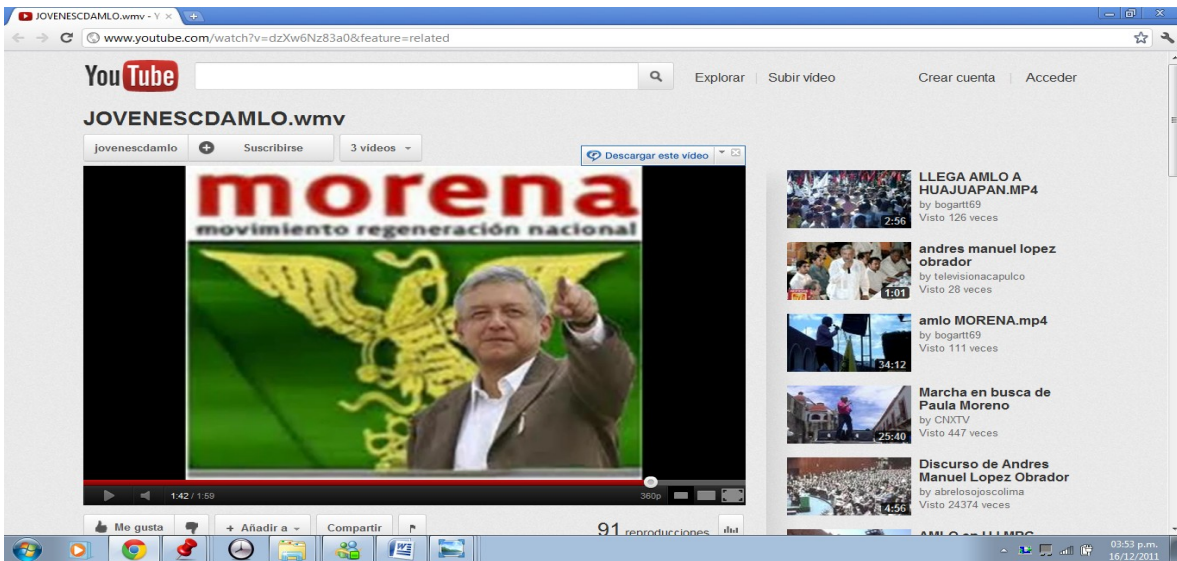 JOVENESCDAMLO.wmv - Y
www.youtube.com/watch?v=dzXw6Nz83a0&feature=related
YouTube
Explorar
Subir vídeo
Crear cuenta
Acceder
JOVENESCDAMLO.wmv
jovenescdamlo
Suscribirse
3 vídeos
Descargar este vídeo
morena
movimiento regeneración nacional
1:42 / 1:59
360p
Me gusta
+ Añadir a
Compartir
91 reproducciones
2:56
LLEGA AMLO A
HUAJUAPAN.MP4
by bogartt69
Visto 126 veces
1:01
andres manuel lopez
obrador
by televisionacapulco
Visto 28 veces
34:12
amlo MORENA.mp4
by bogartt69
Visto 111 veces
25:40
Marcha en busca de
Paula Moreno
by CNXTV
Visto 447 veces
14:56
Discurso de Andres
Manuel Lopez Obrador
by abrelosojoscolima
Visto 24374 veces
03:53 p.m.
16/12/2011